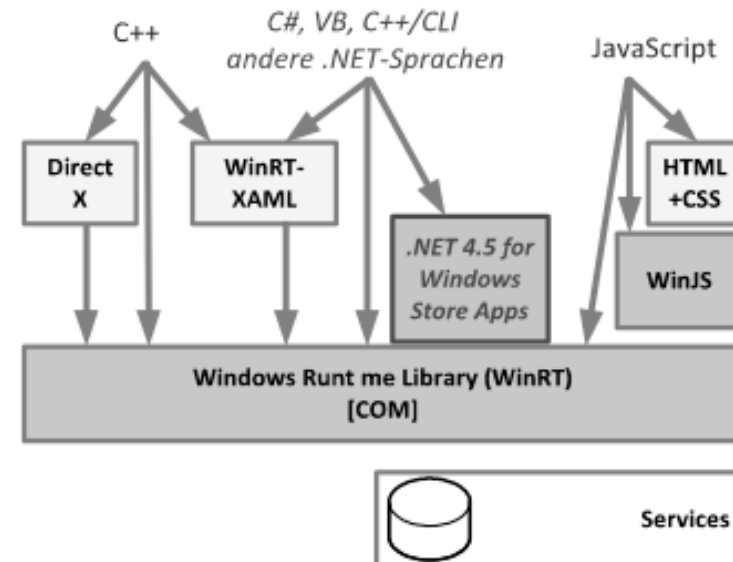 C++
C#, VB, C++/CLI
andere .NET-Sprachen
JavaScript
Direct
X
WinRT-
XAML
HTML
+CSS
.NET 4.5 for
Windows
Store Apps
WinJS
Windows Runt me Library (WinRT)
[COM]
Services